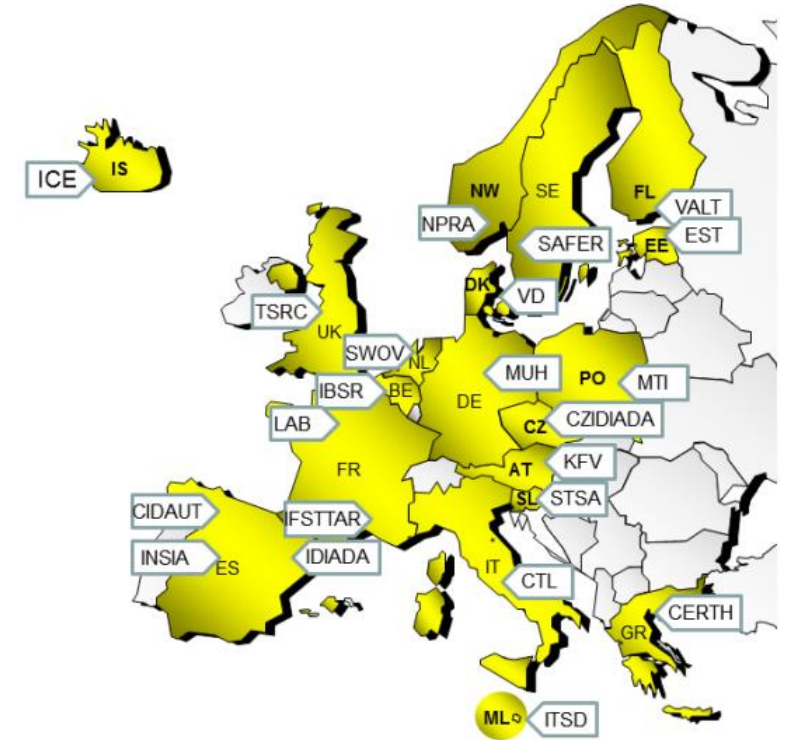 IS
ICE
NW
SE
FL
NPRA
VALT
SAFER
EST
EE
DK
VD
TSRC
UK
SWOV
NL
MUH
PO
MTI
IBSR
BE
DE
LAB
CZ
CZIDIADA
FR
AT
KFV
SL
STSA
CIDAUT
IFSTTAR
INSIA
ES
IDIADA
IT
CTL
CERTH
GR
ML
ITSD